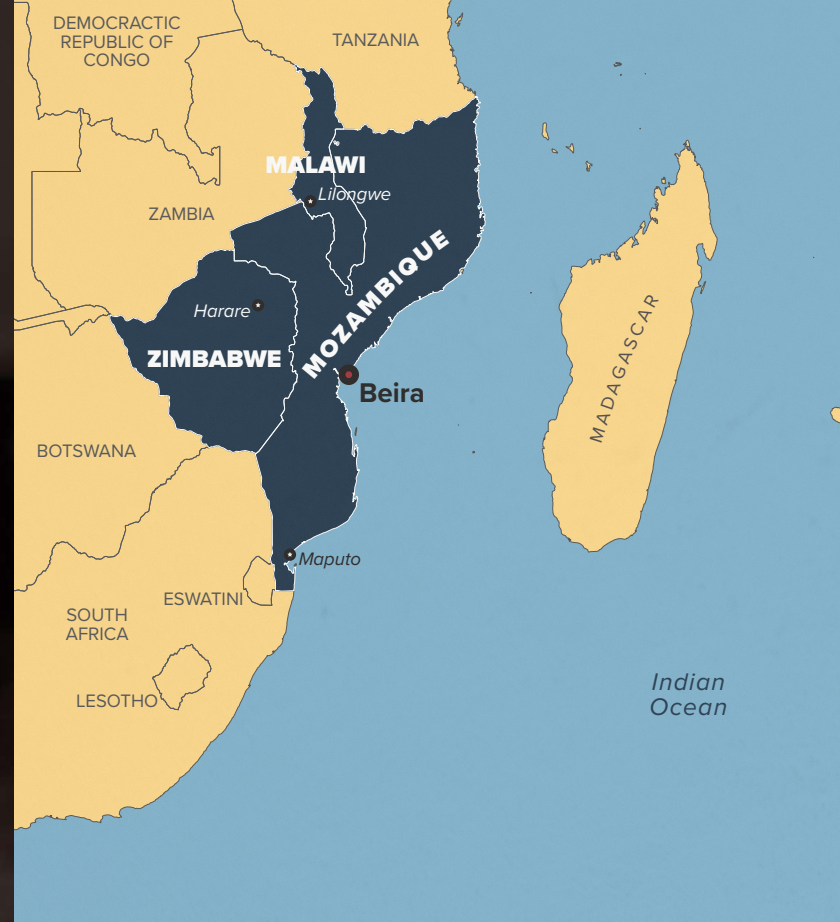 DEMOCRACTIC
REPUBLIC OF
CONGO
TANZANIA
MALAWI
Lilongwe
ZAMBIA
MOZAMBIQUE
Harare
ZIMBABWE
MADAGASCAR
Beira
BOTSWANA
Maputo
ESWATINI
SOUTH
AFRICA
LESOTHO
Indian
Ocean